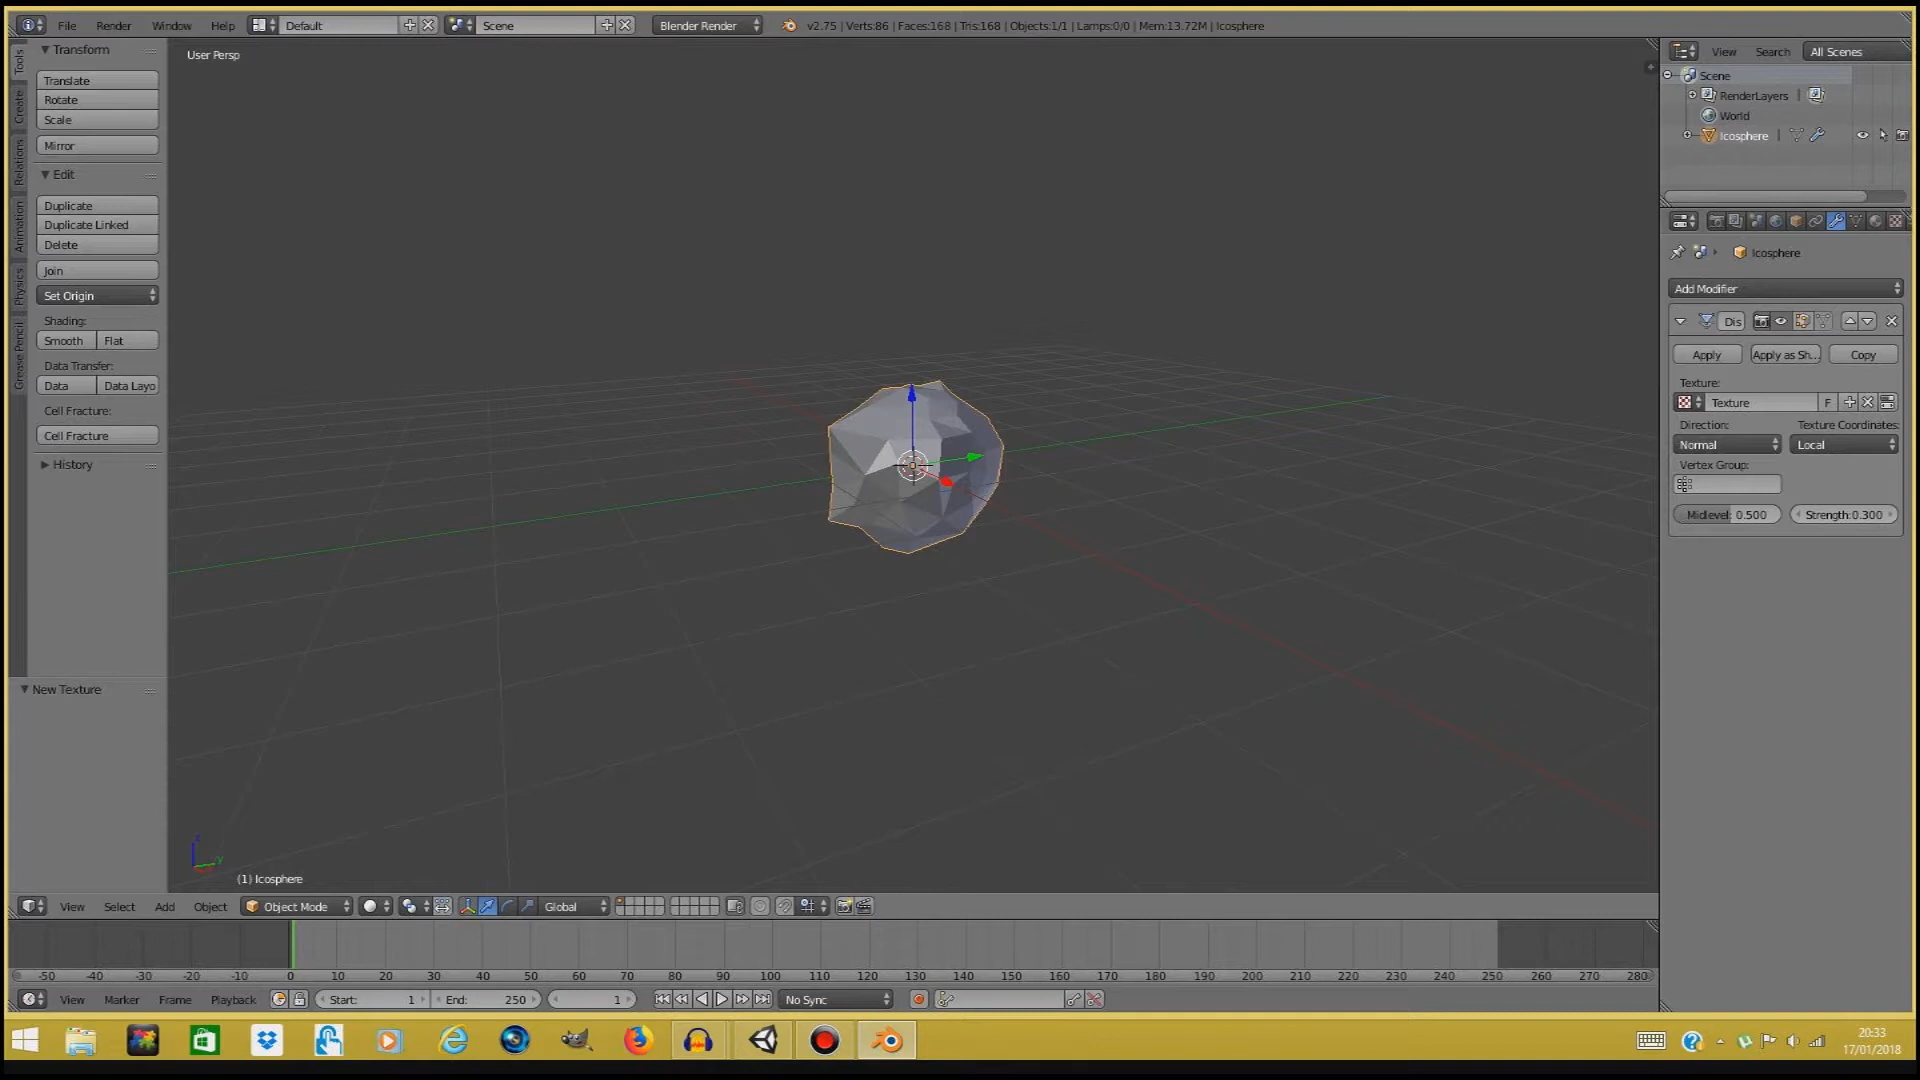 File Render Window Help Default Scene Blender Render v2.75 | Verts:86 | Faces:168 | Tris:168 | Objects:1/1 | Lamps:0/0 | Mem:13.72M | Icosphere
Tools
Create
Relations
Animation
Physics
Grease Pencil
Transform
Translate
Rotate
Scale
Mirror
Edit
Duplicate
Duplicate Linked
Delete
Join
Set Origin
Shading:
Smooth Flat
Data Transfer:
Data Data Layo
Cell Fracture:
Cell Fracture
History
New Texture
User Persp
z
y
(1) Icosphere
View Search All Scenes
Scene
RenderLayers |
World
Icosphere |
Icosphere
Add Modifier
Dis
Apply Apply as Sh... Copy
Texture:
Texture F
Direction: Texture Coordinates:
Normal Local
Vertex Group:
Midlevel: 0.500 Strength:0.300
View Select Add Object Object Mode Global
-50 -40 -30 -20 -10 0 10 20 30 40 50 60 70 80 90 100 110 120 130 140 150 160 170 180 190 200 210 220 230 240 250 260 270 280
View Marker Frame Playback Start: 1 End: 250 1 No Sync
20:33
17/01/2018